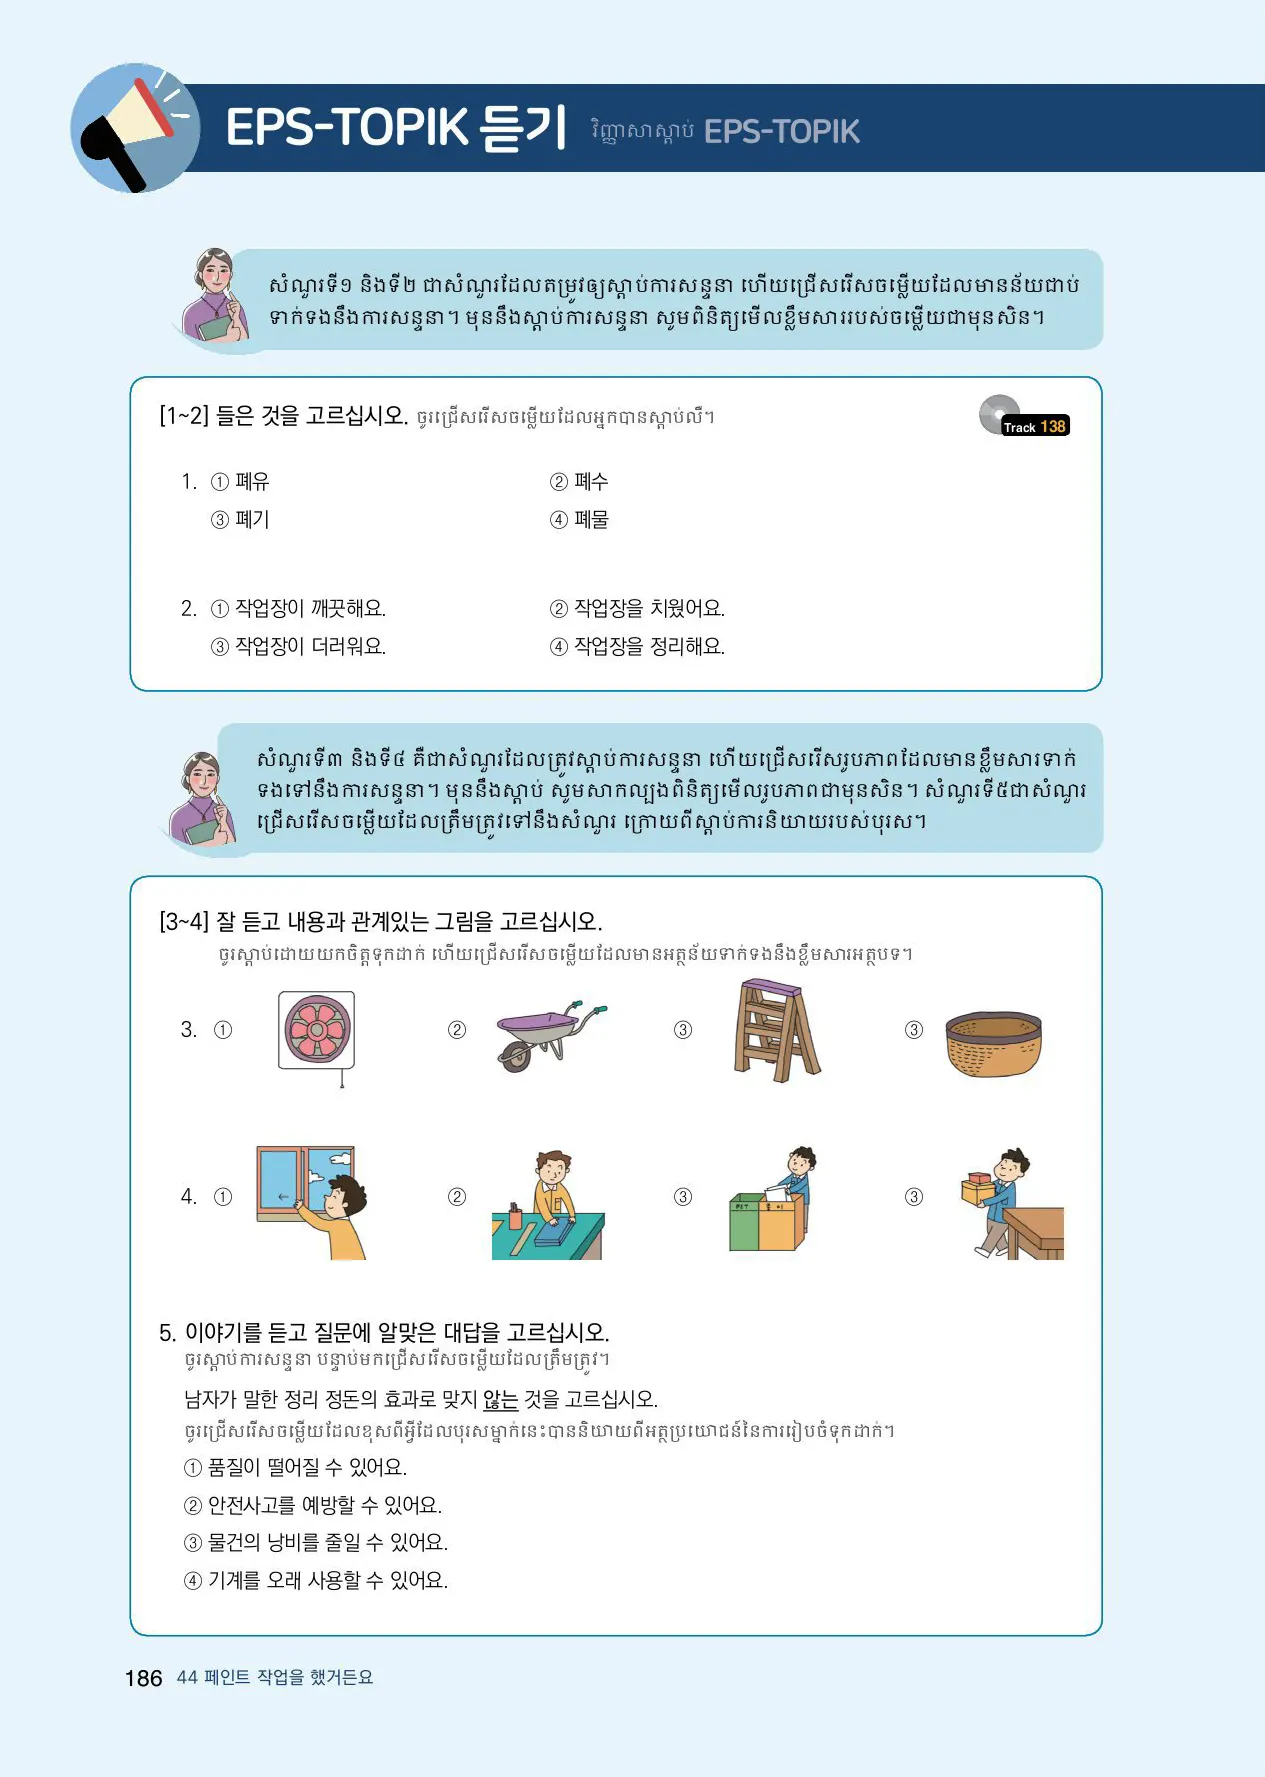 EPS-TOPIK 듣기 វិញ្ញាសាស្តាប់ EPS-TOPIK
សំណួរទី១ និងទី២ ជាសំណួរដែលតម្រូវឲ្យស្តាប់ការសន្ទនា ហើយជ្រើសរើសចម្លើយដែលមានន័យជាប់
ទាក់ទងនឹងការសន្ទនា។ មុននឹងស្តាប់ការសន្ទនា សូមពិនិត្យមើលខ្លឹមសាររបស់ចម្លើយជាមុនសិន។
[1~2] 들은 것을 고르십시오. ចូរជ្រើសរើសចម្លើយដែលអ្នកបានស្តាប់លឺ។
Track 138
1. ① 폐유 ② 폐수
③ 폐기 ④ 폐물
2. ① 작업장이 깨끗해요. ② 작업장을 치웠어요.
③ 작업장이 더러워요. ④ 작업장을 정리해요.
សំណួរទី៣ និងទី៤ គឺជាសំណួរដែលត្រូវស្តាប់ការសន្ទនា ហើយជ្រើសរើសរូបភាពដែលមានខ្លឹមសារទាក់
ទងទៅនឹងការសន្ទនា។ មុននឹងស្តាប់ សូមសាកល្បងពិនិត្យមើលរូបភាពជាមុនសិន។ សំណួរទី៥ជាសំណួរ
ជ្រើសរើសចម្លើយដែលត្រឹមត្រូវទៅនឹងសំណួរ ក្រោយពីស្តាប់ការនិយាយរបស់បុរស។
[3~4] 잘 듣고 내용과 관계있는 그림을 고르십시오.
ចូរស្តាប់ដោយយកចិត្តទុកដាក់ ហើយជ្រើសរើសចម្លើយដែលមានអត្ថន័យទាក់ទងនឹងខ្លឹមសារអត្ថបទ។
3. ① ② ③ ③
4. ① ② ③ ③
PET 종이
5. 이야기를 듣고 질문에 알맞은 대답을 고르십시오.
ចូរស្តាប់ការសន្ទនា បន្ទាប់មកជ្រើសរើសចម្លើយដែលត្រឹមត្រូវ។
남자가 말한 정리 정돈의 효과로 맞지 않는 것을 고르십시오.
ចូរជ្រើសរើសចម្លើយដែលខុសពីអ្វីដែលបុរសម្នាក់នេះបាននិយាយពីអត្ថប្រយោជន៍នៃការរៀបចំទុកដាក់។
① 품질이 떨어질 수 있어요.
② 안전사고를 예방할 수 있어요.
③ 물건의 낭비를 줄일 수 있어요.
④ 기계를 오래 사용할 수 있어요.
186 44 페인트 작업을 했거든요